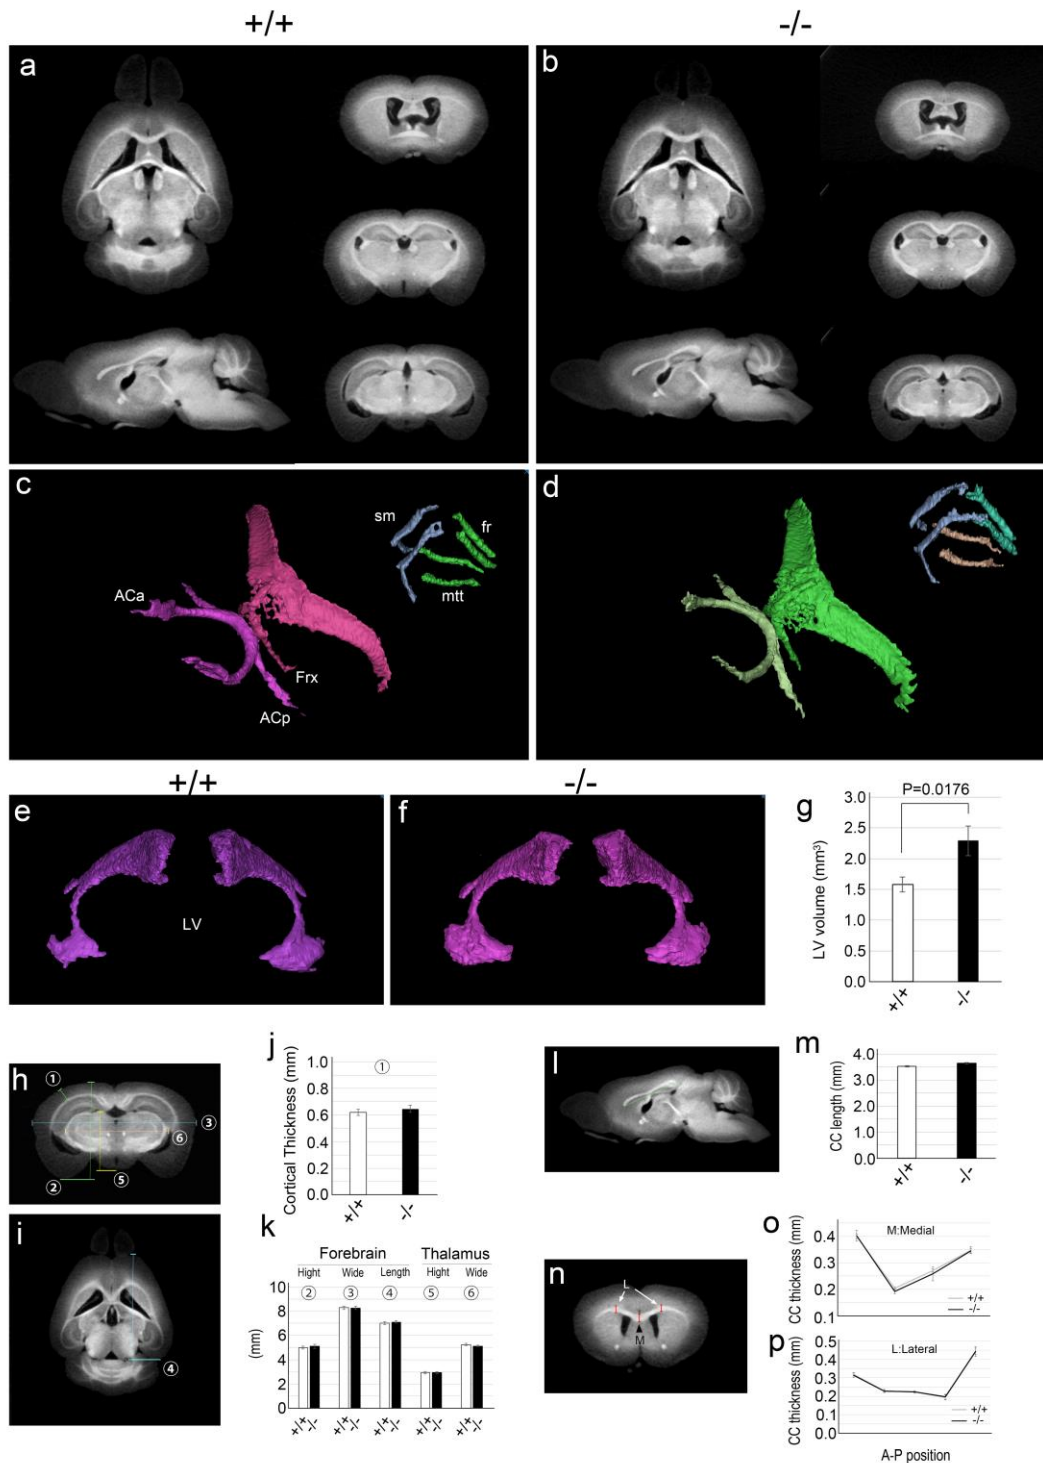 +/+
-/-
a
b
c
sm
fr
mtt
ACa
Frx
ACp
d
+/+
-/-
e
LV
f
g
P=0.0176
LV volume (mm³)
3.0
2.5
2.0
1.5
1.0
0.5
0.0
+/+
-/-
h
①
②
③
⑤
⑥
i
④
j
①
Cortical Thickness (mm)
1.0
0.8
0.6
0.4
0.2
0.0
+/+
-/-
k
Forebrain Thalamus
Hight Wide Length Hight Wide
② ③ ④ ⑤ ⑥
(mm)
10
8
6
4
2
0
+/+ -/- +/+ -/- +/+ -/- +/+ -/- +/+ -/-
l
m
CC length (mm)
4.0
3.0
2.0
1.0
0.0
+/+
-/-
n
L
M
o
M:Medial
CC thickness (mm)
0.4
0.3
0.2
0.1
+/+
-/-
p
L:Lateral
CC thickness (mm)
0.5
0.4
0.3
0.2
0.1
0.0
+/+
-/-
A-P position